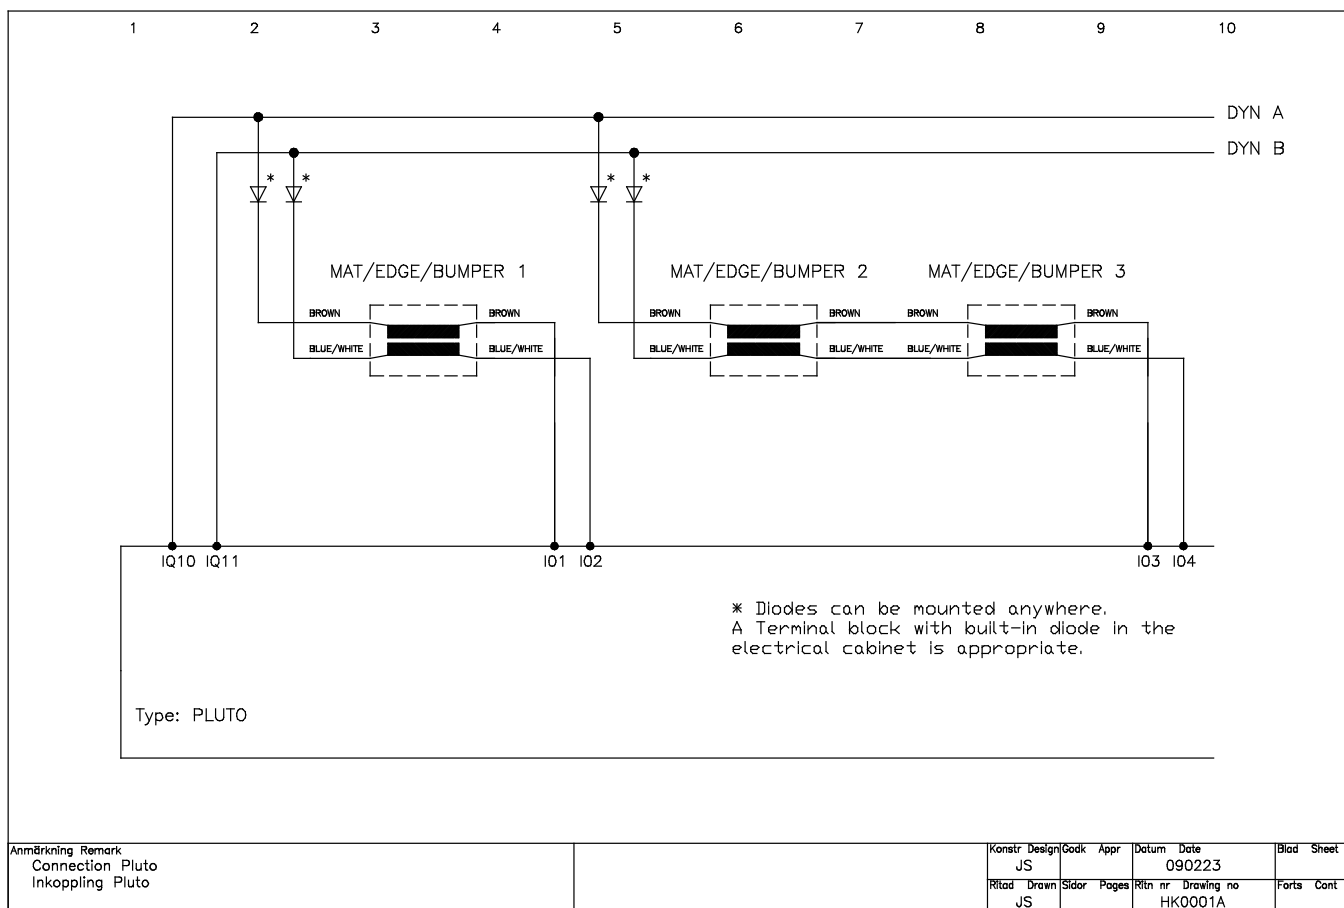 1 2 3 4 5 6 7 8 9 10
DYN A
DYN B
* * * *
MAT/EDGE/BUMPER 1 MAT/EDGE/BUMPER 2 MAT/EDGE/BUMPER 3
BROWN BROWN BROWN BROWN BROWN BROWN
BLUE/WHITE BLUE/WHITE BLUE/WHITE BLUE/WHITE BLUE/WHITE BLUE/WHITE
IQ10 IQ11 I01 I02 I03 I04
* Diodes can be mounted anywhere.
A Terminal block with built-in diode in the
electrical cabinet is appropriate.
Type: PLUTO
Anmärkning Remark
Connection Pluto
Inkoppling Pluto
Konstr Design Godk Appr Datum Date Blad Sheet
JS 090223
Ritad Drawn Sidor Pages Ritn nr Drawing no Forts Cont
JS HK0001A